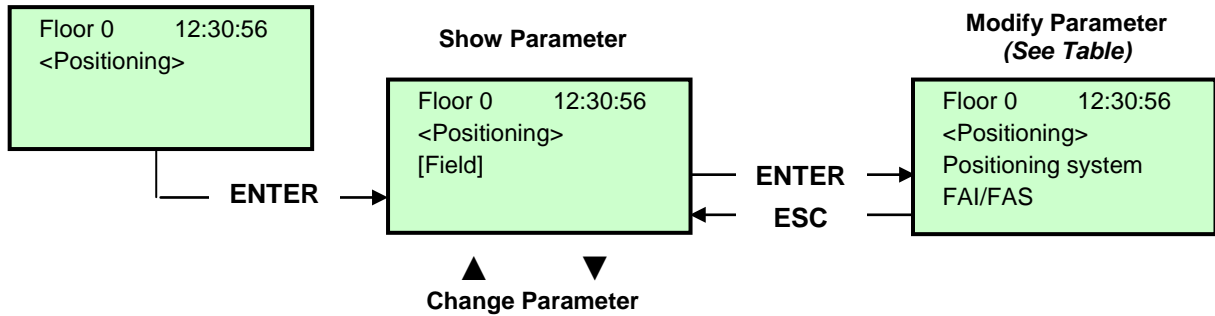 Floor 0 12:30:56
<Positioning>
ENTER
Show Parameter
Floor 0 12:30:56
<Positioning>
[Field]
▲ ▼
Change Parameter
ENTER
ESC
Modify Parameter
(See Table)
Floor 0 12:30:56
<Positioning>
Positioning system
FAI/FAS